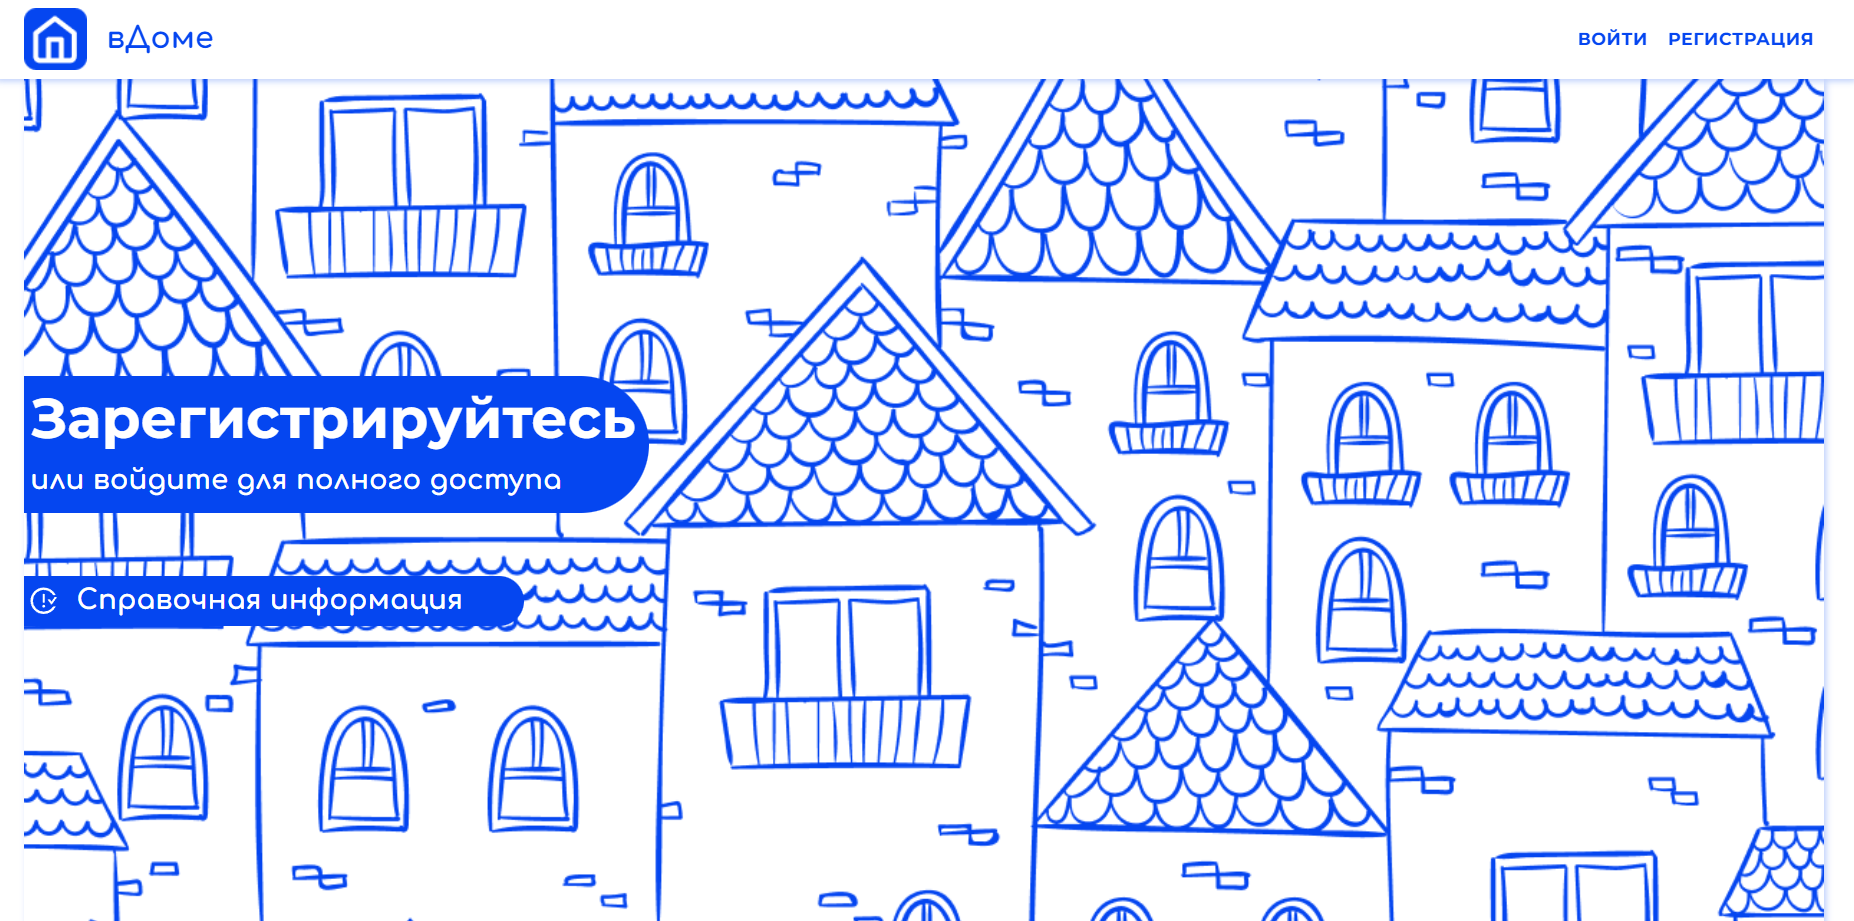 вДоме
ВОЙТИ РЕГИСТРАЦИЯ
Зарегистрируйтесь
или войдите для полного доступа
Справочная информация